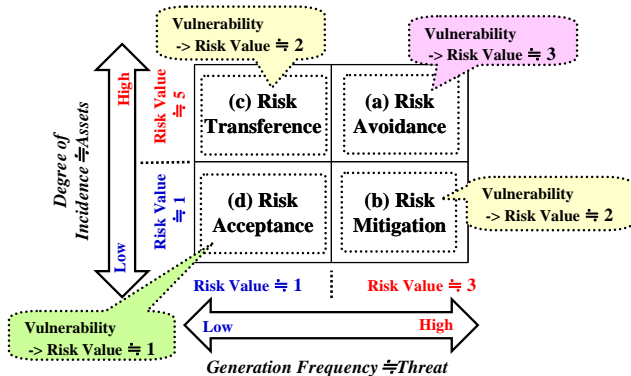 Vulnerability
-> Risk Value ≒ 2
Vulnerability
-> Risk Value ≒ 3
High
Risk Value
≒ 5
(c) Risk
Transference
(a) Risk
Avoidance
Degree of
Incidence ≒Assets
Low
Risk Value
≒ 1
(d) Risk
Acceptance
(b) Risk
Mitigation
Vulnerability
-> Risk Value ≒ 2
Risk Value ≒ 1
Risk Value ≒ 3
Vulnerability
-> Risk Value ≒ 1
Low
High
Generation Frequency ≒Threat